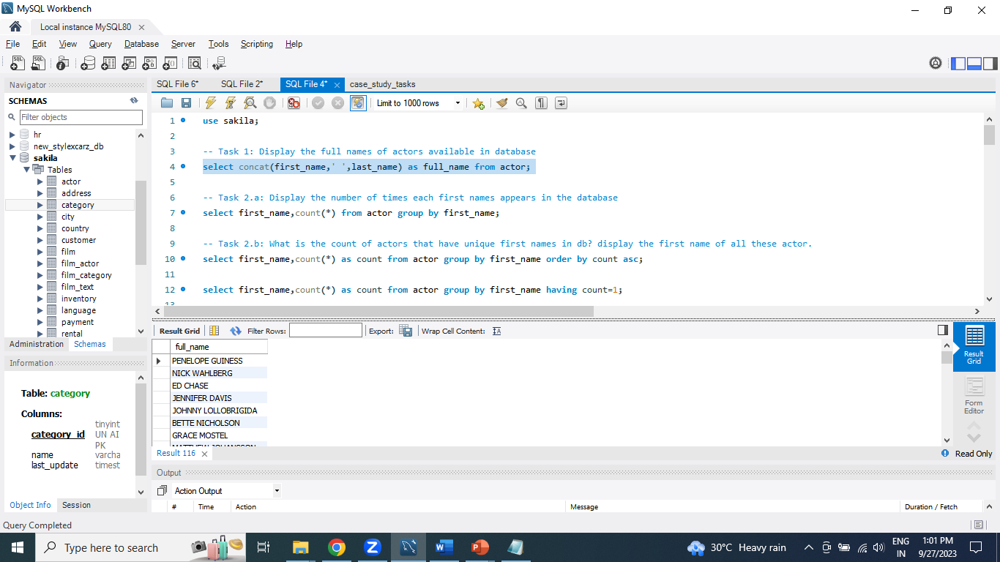 MySQL Workbench
Local instance MySQL80
File Edit View Query Database Server Tools Scripting Help
Navigator
SCHEMAS
Filter objects
hr
new_stylexcarz_db
sakila
Tables
actor
address
category
city
country
customer
film
film_actor
film_category
film_text
inventory
language
payment
rental
Administration Schemas
Information
Table: category
Columns:
category_id tinyint UN AI PK
name varcha
last_update timest
Object Info Session
SQL File 6* SQL File 2* SQL File 4* case_study_tasks
Limit to 1000 rows
1 use sakila;
2
3 -- Task 1: Display the full names of actors available in database
4 select concat(first_name,' ',last_name) as full_name from actor;
5
6 -- Task 2.a: Display the number of times each first names appears in the database
7 select first_name,count(*) from actor group by first_name;
8
9 -- Task 2.b: What is the count of actors that have unique first names in db? display the first name of all these actor.
10 select first_name,count(*) as count from actor group by first_name order by count asc;
11
12 select first_name,count(*) as count from actor group by first_name having count=1;
13
Result Grid Filter Rows: Export: Wrap Cell Content:
full_name
PENELOPE GUINESS
NICK WAHLBERG
ED CHASE
JENNIFER DAVIS
JOHNNY LOLLOBRIGIDA
BETTE NICHOLSON
GRACE MOSTEL
MATTHEW JOHANSSON
Result Grid
Form Editor
Result 116
Read Only
Output
Action Output
# Time Action Message Duration / Fetch
Query Completed
Type here to search
30°C Heavy rain
ENG
IN
1:01 PM
9/27/2023